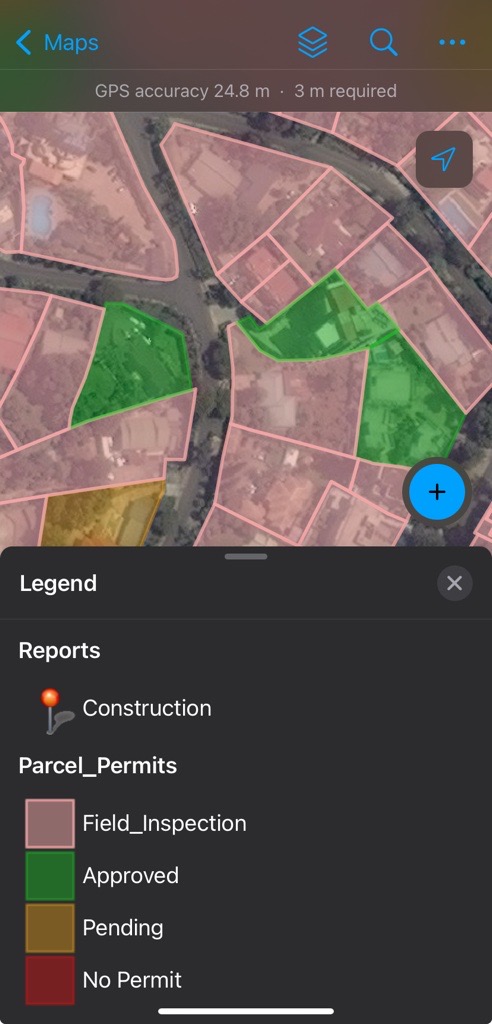 Maps
GPS accuracy 24.8 m · 3 m required
Legend
Reports
Construction
Parcel_Permits
Field_Inspection
Approved
Pending
No Permit